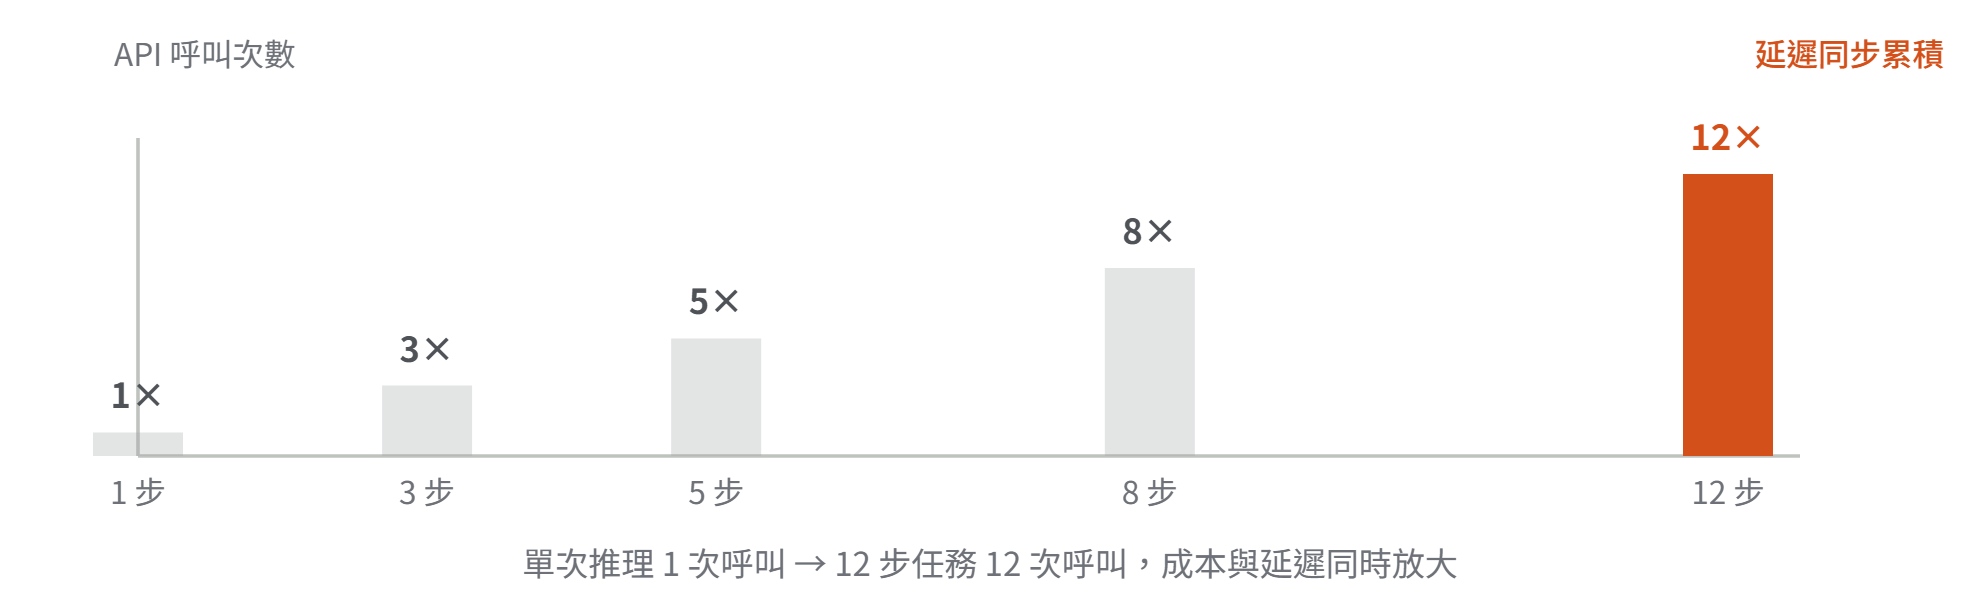 API 呼叫次數
延遲同步累積
12×
8×
5×
3×
1×
1 步
3 步
5 步
8 步
12 步
單次推理 1 次呼叫 → 12 步任務 12 次呼叫，成本與延遲同時放大